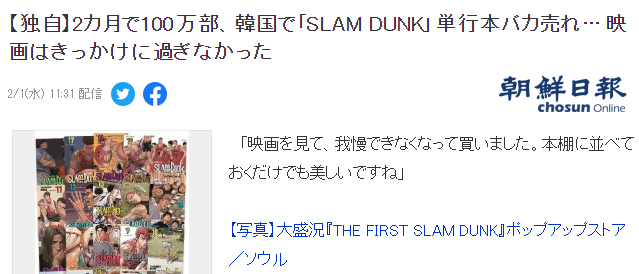 【独自】2カ月で100万部、韓国で「SLAM DUNK」単行本バカ売れ… 映
画はきっかけに過ぎなかった
2/1(水) 11:31 配信
朝鮮日報
chosun Online
「映画を見て、我慢できなくなって買いました。本棚に並べて
おくだけでも美しいですね」
【写真】大盛況『THE FIRST SLAM DUNK』ポップアップストア
／ソウル